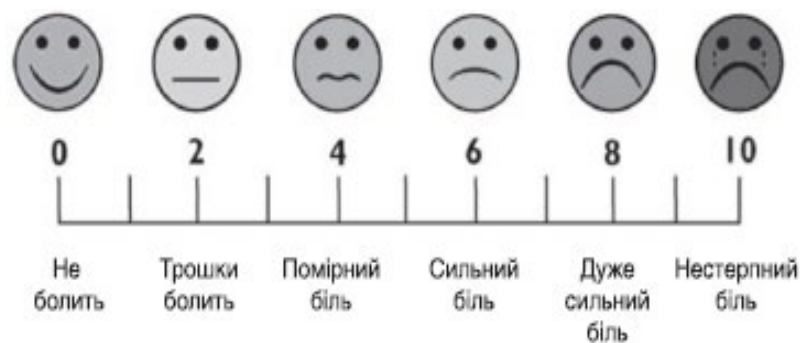 0 2 4 6 8 10
Не болить
Трошки болить
Помірний біль
Сильний біль
Дуже сильний біль
Нестерпний біль